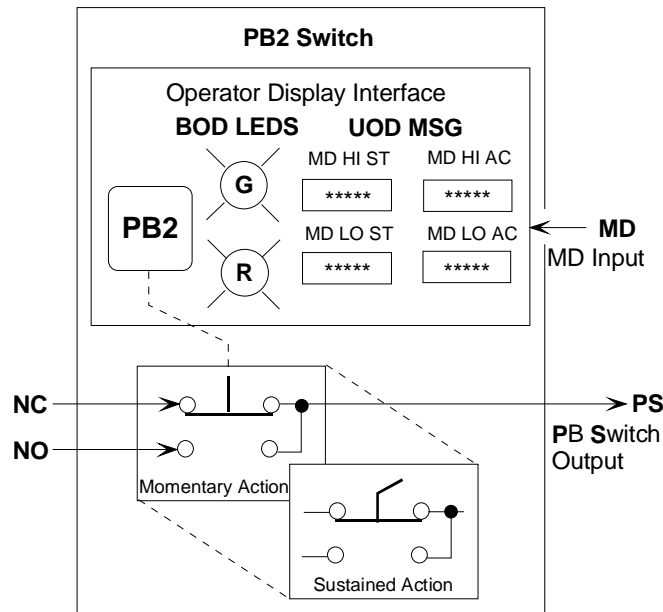 PB2 Switch
Operator Display Interface
BOD LEDS UOD MSG
MD HI ST MD HI AC
G
***** *****
PB2
MD LO ST MD LO AC
R
***** *****
MD
MD Input
NC
PS
NO
PB Switch
Output
Momentary Action
Sustained Action